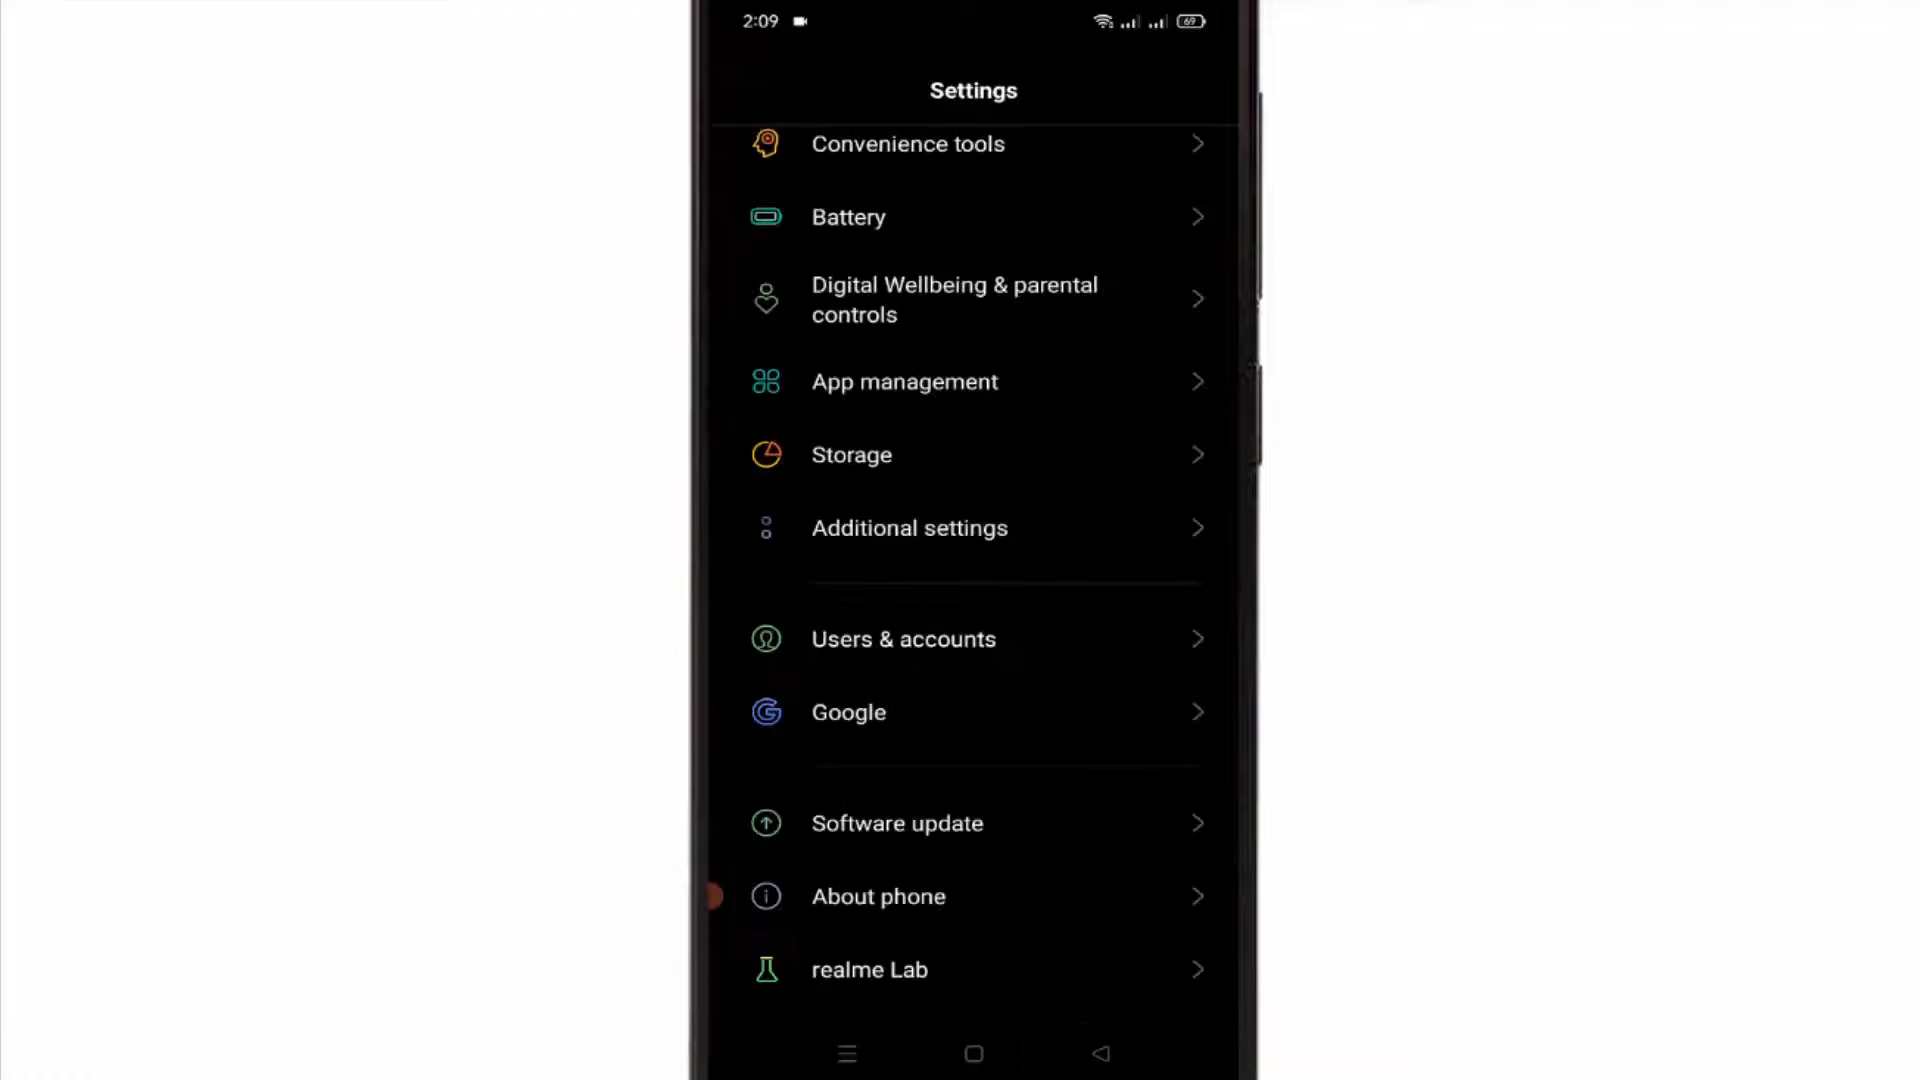 2:09
69
Settings
Convenience tools
Battery
Digital Wellbeing & parental
controls
App management
Storage
Additional settings
Users & accounts
Google
Software update
About phone
realme Lab